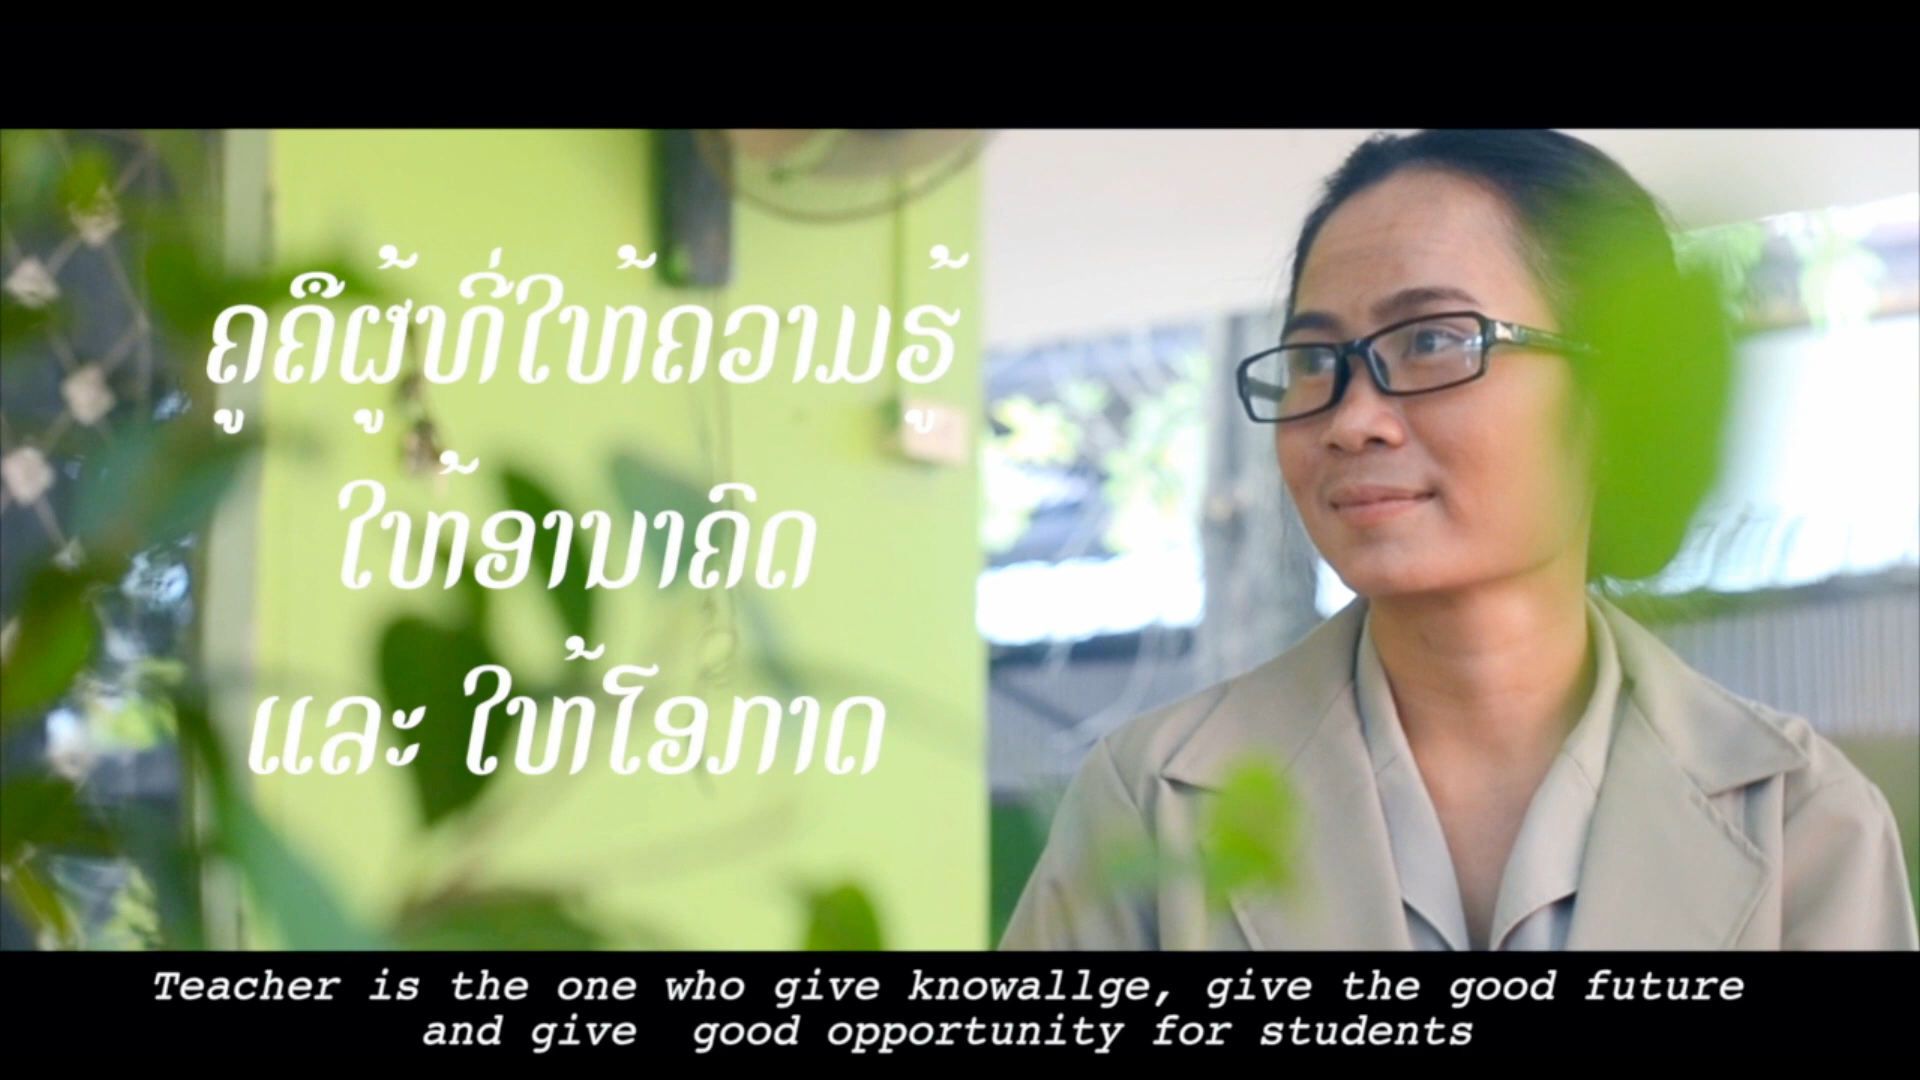 ຄູຄືຜູ້ທີ່ໃຫ້ຄວາມຮູ້
ໃຫ້ອານາຄົດ
ແລະ ໃຫ້ໂອກາດ
Teacher is the one who give knowallge, give the good future
and give  good opportunity for students